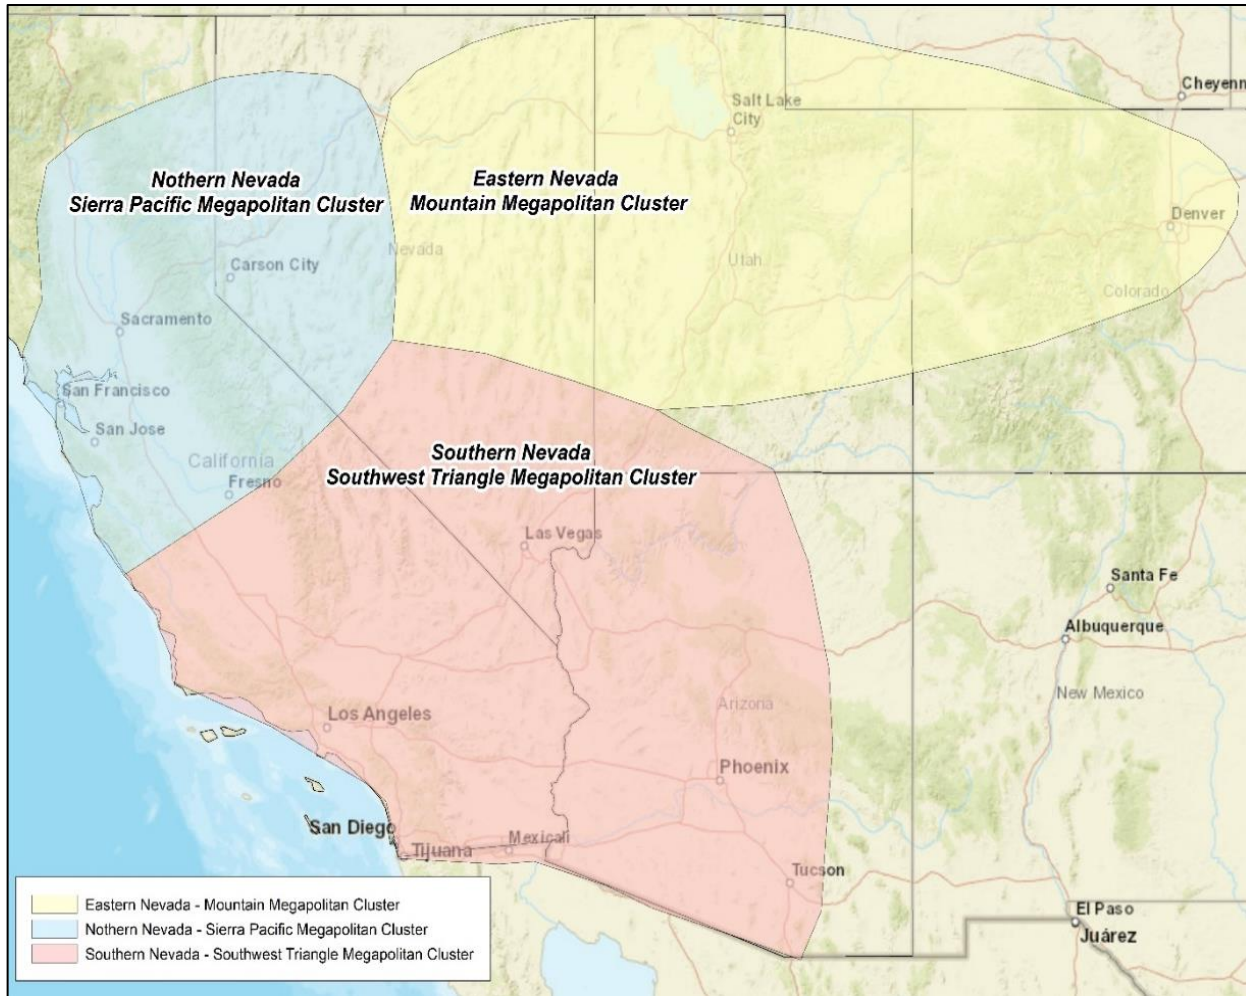 Cheyenn
Salt Lake
City
Nothern Nevada
Sierra Pacific Megapolitan Cluster
Eastern Nevada
Mountain Megapolitan Cluster
Denver
Nevada
Utah
Carson City
Colorado
Sacramento
San Francisco
San Jose
California
Fresno
Southern Nevada
Southwest Triangle Megapolitan Cluster
Las Vegas
Santa Fe
Albuquerque
New Mexico
Arizona
Los Angeles
Phoenix
San Diego
Tijuana
Mexicali
Tucson
El Paso
Juárez
Eastern Nevada - Mountain Megapolitan Cluster
Nothern Nevada - Sierra Pacific Megapolitan Cluster
Southern Nevada - Southwest Triangle Megapolitan Cluster